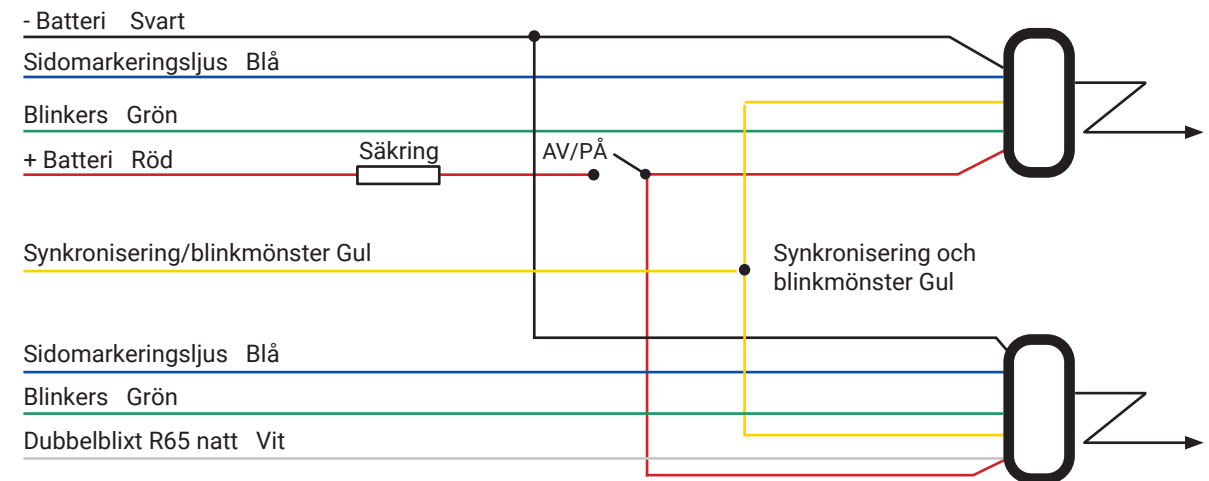 - Batteri Svart
Sidomarkeringsljus Blå
Blinkers Grön
+ Batteri Röd
Säkring
AV/PÅ
Synkronisering/blinkmönster Gul
Synkronisering och
blinkmönster Gul
Sidomarkeringsljus Blå
Blinkers Grön
Dubbelblixt R65 natt Vit